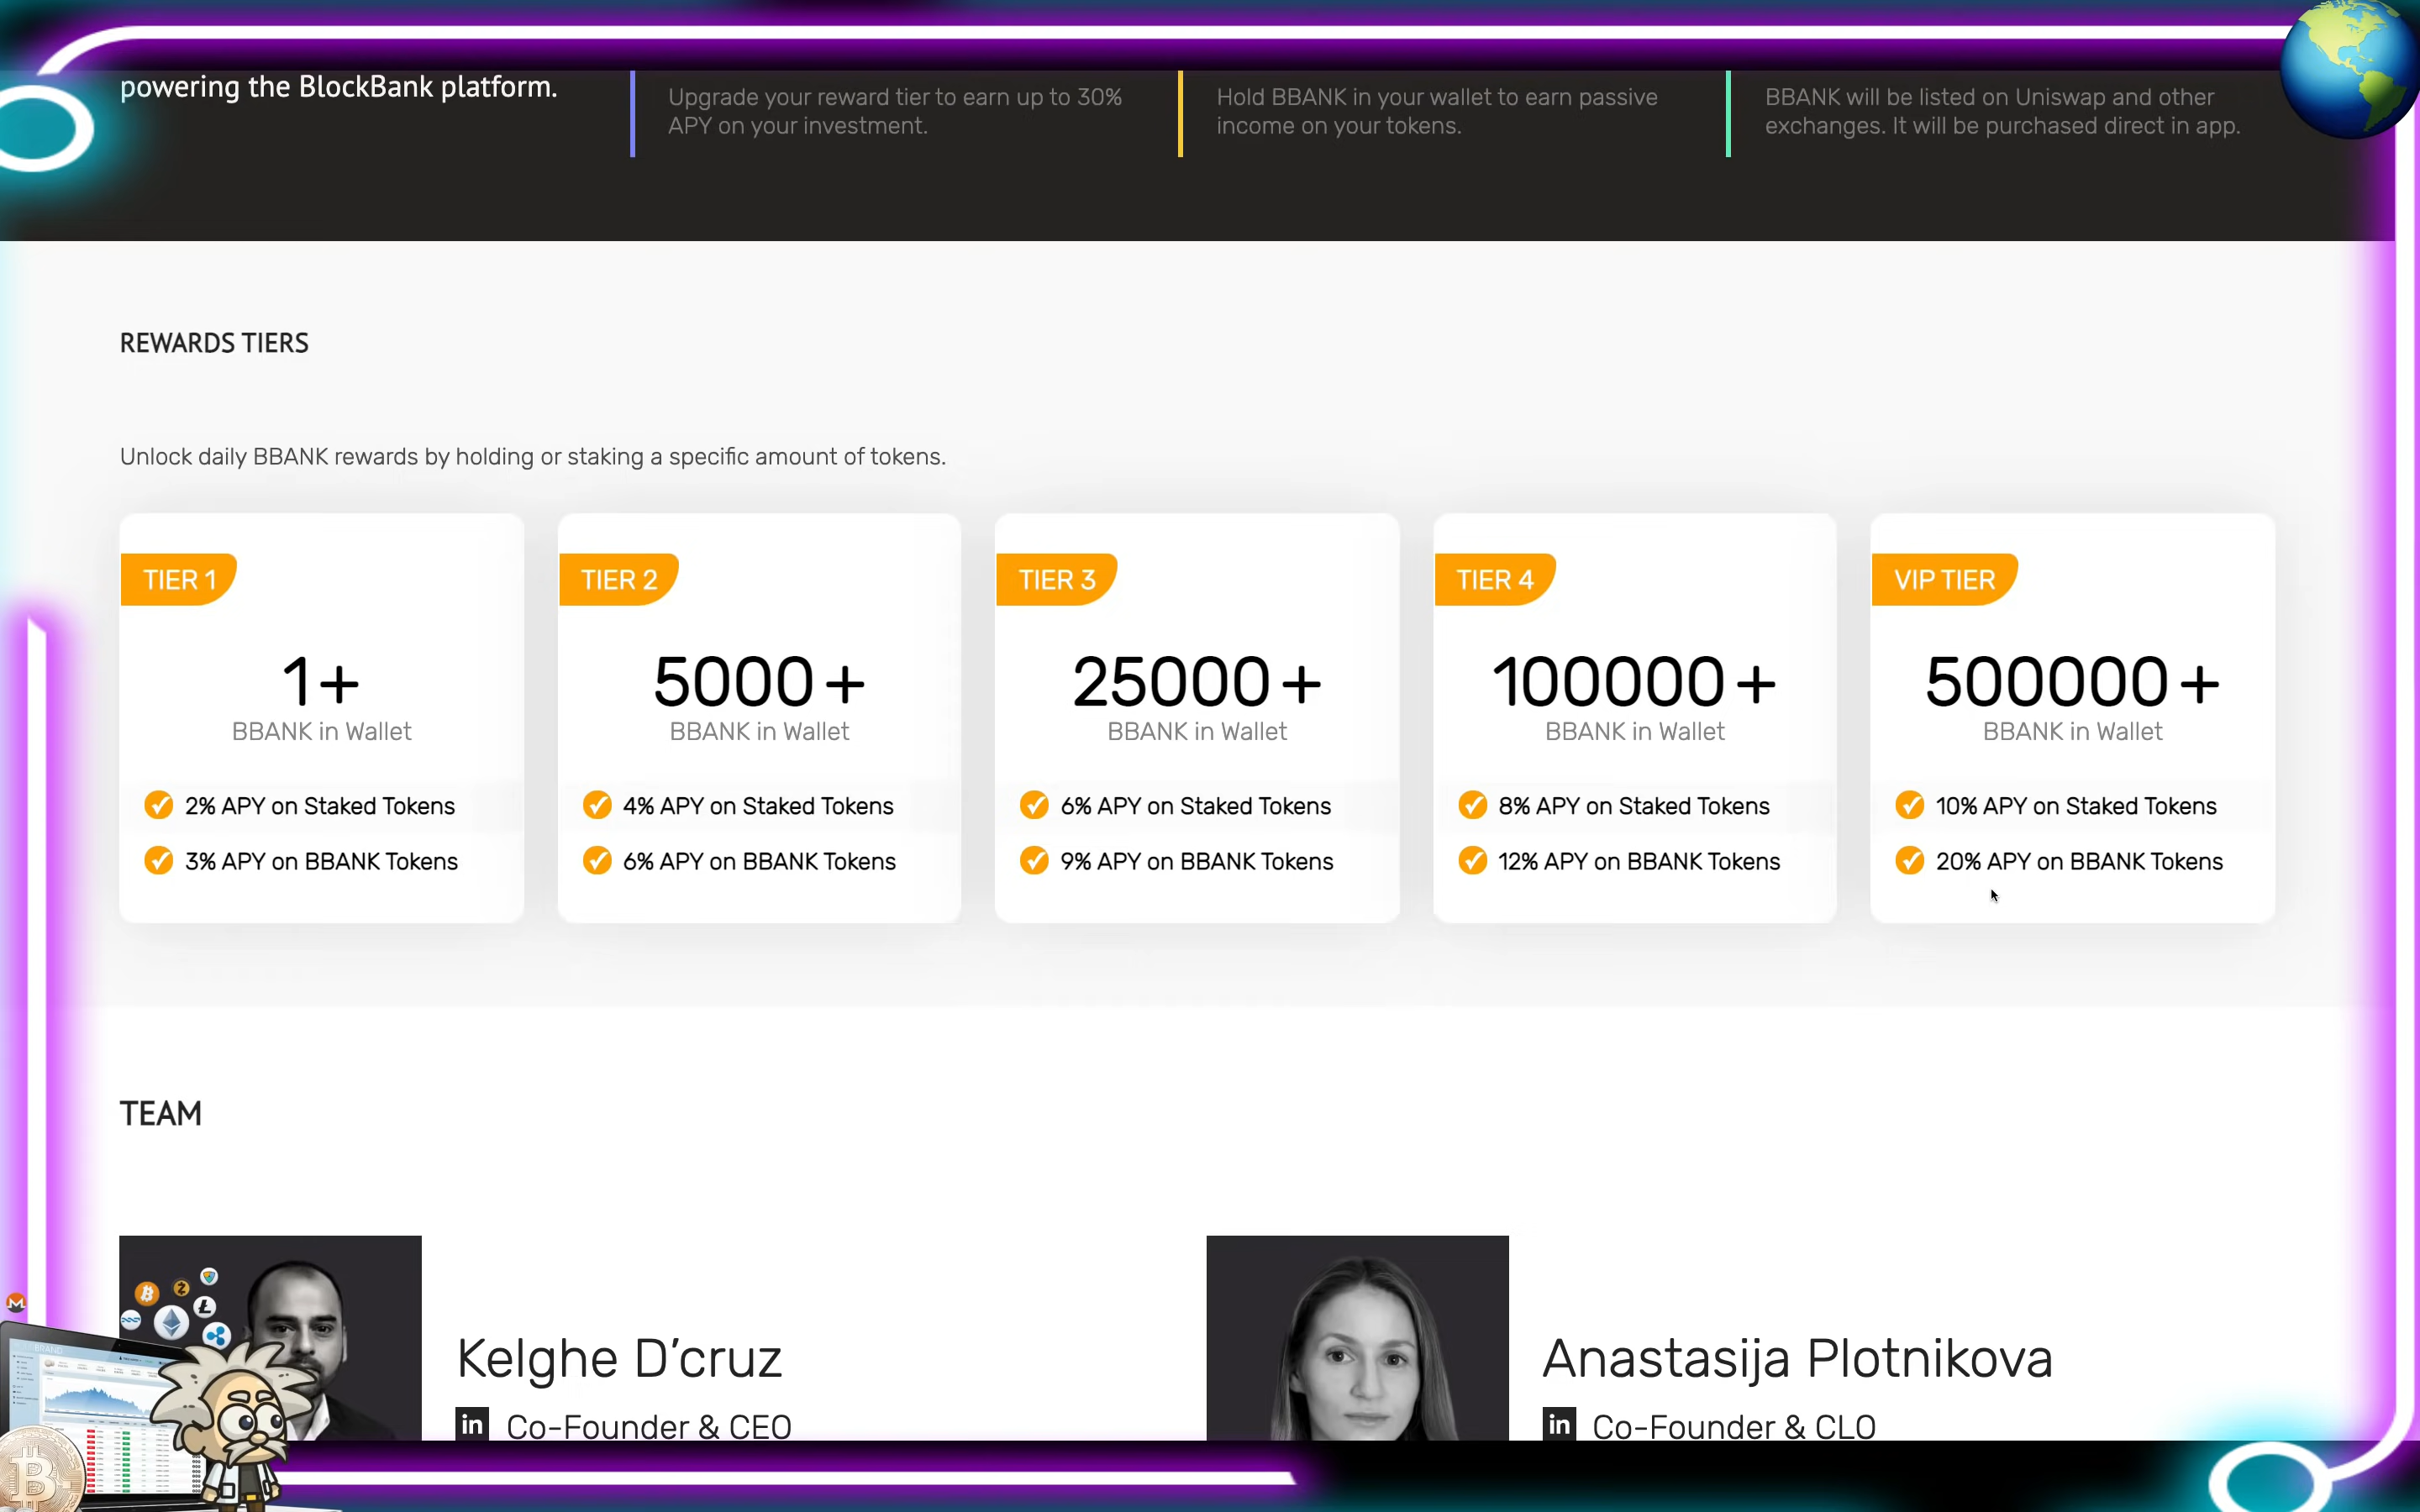 powering the BlockBank platform.
Upgrade your reward tier to earn up to 30%
APY on your investment.
Hold BBANK in your wallet to earn passive
income on your tokens.
BBANK will be listed on Uniswap and other
exchanges. It will be purchased direct in app.
REWARDS TIERS
Unlock daily BBANK rewards by holding or staking a specific amount of tokens.
TIER 1
1+
BBANK in Wallet
2% APY on Staked Tokens
3% APY on BBANK Tokens
TIER 2
5000+
BBANK in Wallet
4% APY on Staked Tokens
6% APY on BBANK Tokens
TIER 3
25000+
BBANK in Wallet
6% APY on Staked Tokens
9% APY on BBANK Tokens
TIER 4
100000+
BBANK in Wallet
8% APY on Staked Tokens
12% APY on BBANK Tokens
VIP TIER
500000+
BBANK in Wallet
10% APY on Staked Tokens
20% APY on BBANK Tokens
TEAM
Kelghe D’cruz
in Co-Founder & CEO
Anastasija Plotnikova
in Co-Founder & CLO